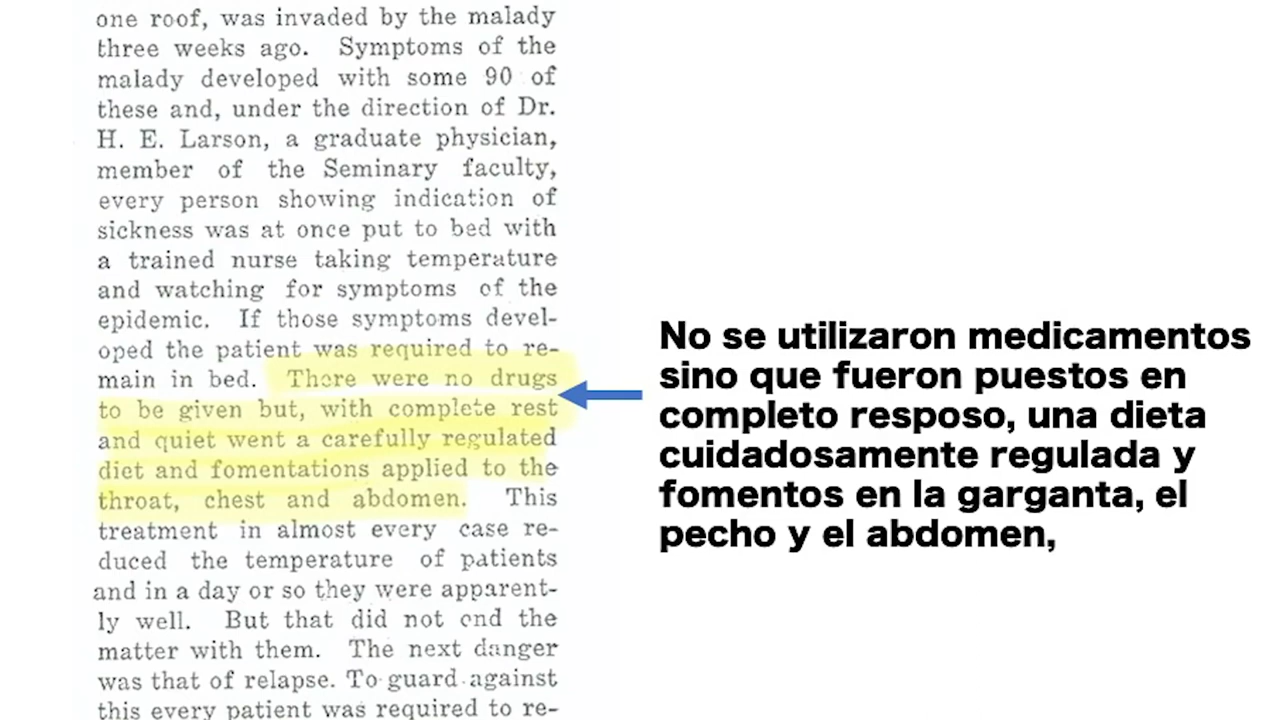 one roof, was invaded by the malady
three weeks ago. Symptoms of the
malady developed with some 90 of
these and, under the direction of Dr.
H. E. Larson, a graduate physician,
member of the Seminary faculty,
every person showing indication of
sickness was at once put to bed with
a trained nurse taking temperature
and watching for symptoms of the
epidemic. If those symptoms devel-
oped the patient was required to re-
main in bed. There were no drugs
to be given but, with complete rest
and quiet went a carefully regulated
diet and fomentations applied to the
throat, chest and abdomen. This
treatment in almost every case re-
duced the temperature of patients
and in a day or so they were apparent-
ly well. But that did not end the
matter with them. The next danger
was that of relapse. To guard against
this every patient was required to re-
No se utilizaron medicamentos
sino que fueron puestos en
completo resposo, una dieta
cuidadosamente regulada y
fomentos en la garganta, el
pecho y el abdomen,